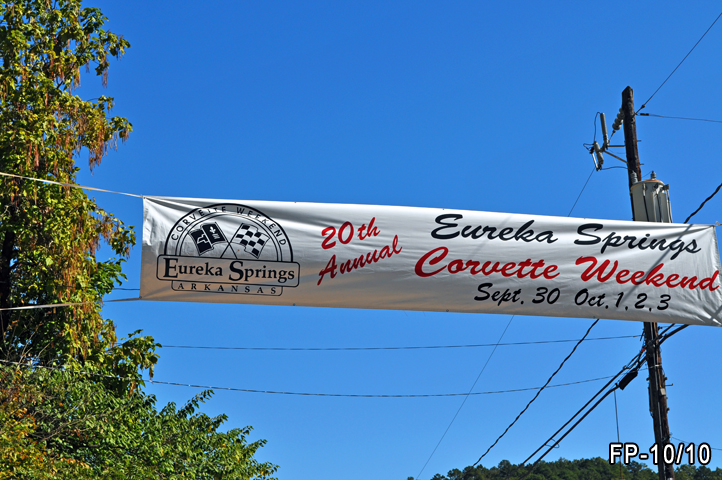 CORVETTE WEEKEND
Eureka Springs
ARKANSAS
20th
Annual
Eureka Springs
Corvette Weekend
Sept. 30 Oct. 1, 2, 3
FP-10/10